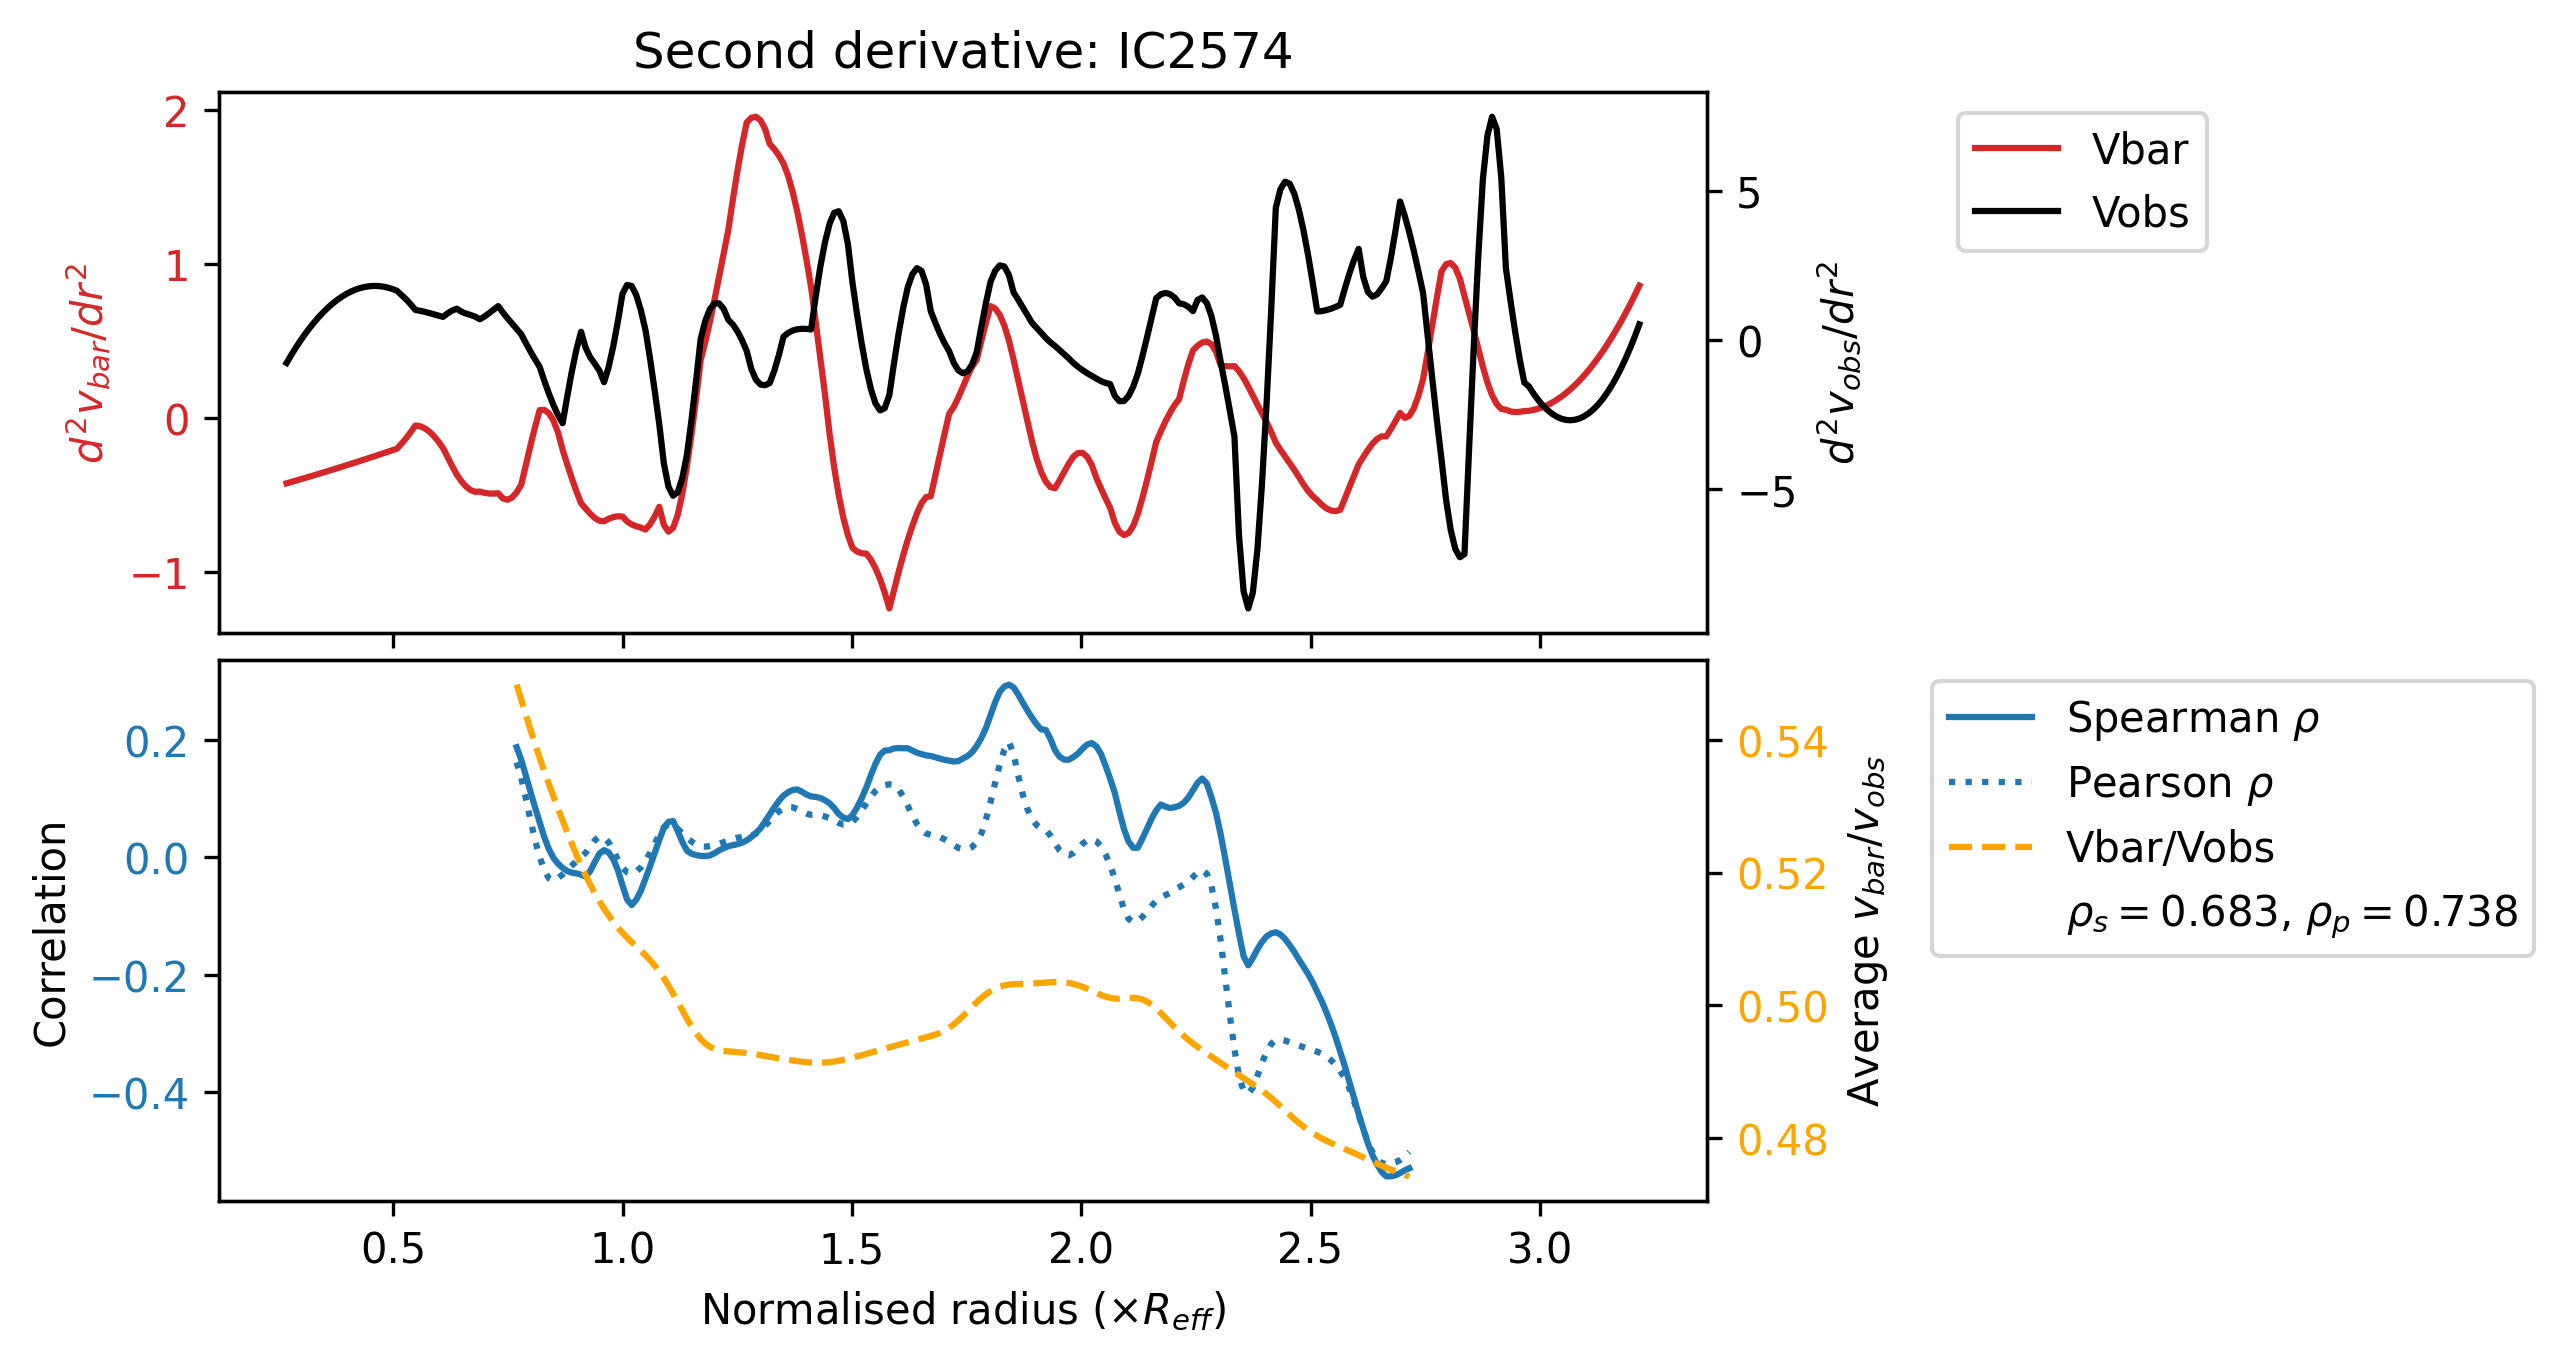 Second derivative: IC2574
2
1
0
−1
d²v_bar/dr²
5
0
−5
d²v_obs/dr²
Vbar
Vobs
0.2
0.0
−0.2
−0.4
Correlation
0.54
0.52
0.50
0.48
Average v_bar/v_obs
Spearman ρ
Pearson ρ
Vbar/Vobs
ρ_s = 0.683, ρ_p = 0.738
0.5 1.0 1.5 2.0 2.5 3.0
Normalised radius (×R_eff)